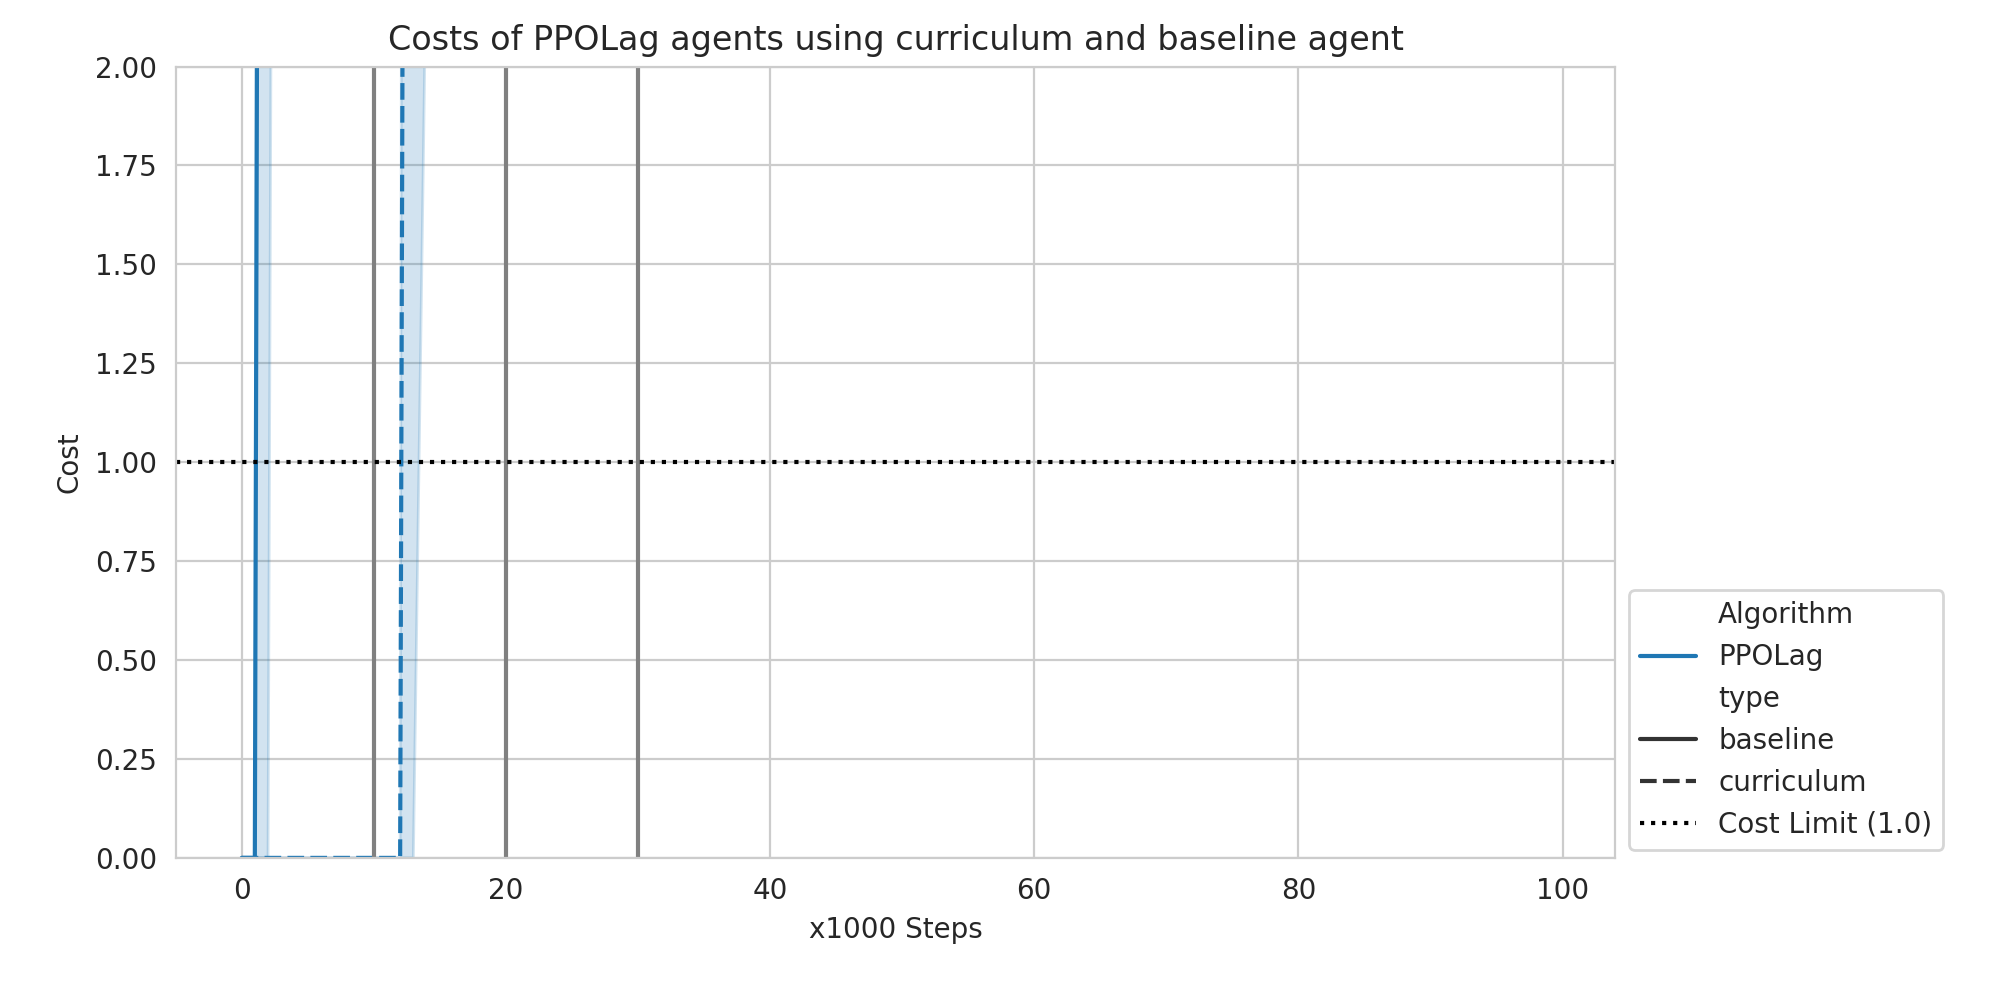 Costs of PPOLag agents using curriculum and baseline agent
2.00
1.75
1.50
1.25
1.00
0.75
0.50
0.25
0.00
Cost
0 20 40 60 80 100
x1000 Steps
Algorithm
PPOLag
type
baseline
curriculum
Cost Limit (1.0)